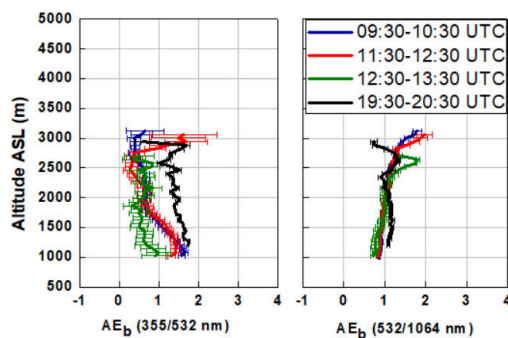 09:30-10:30 UTC
11:30-12:30 UTC
12:30-13:30 UTC
19:30-20:30 UTC
Altitude ASL (m)
5000
4500
4000
3500
3000
2500
2000
1500
1000
500
-1 0 1 2 3 4
-1 0 1 2 3 4
AE_b (355/532 nm)
AE_b (532/1064 nm)